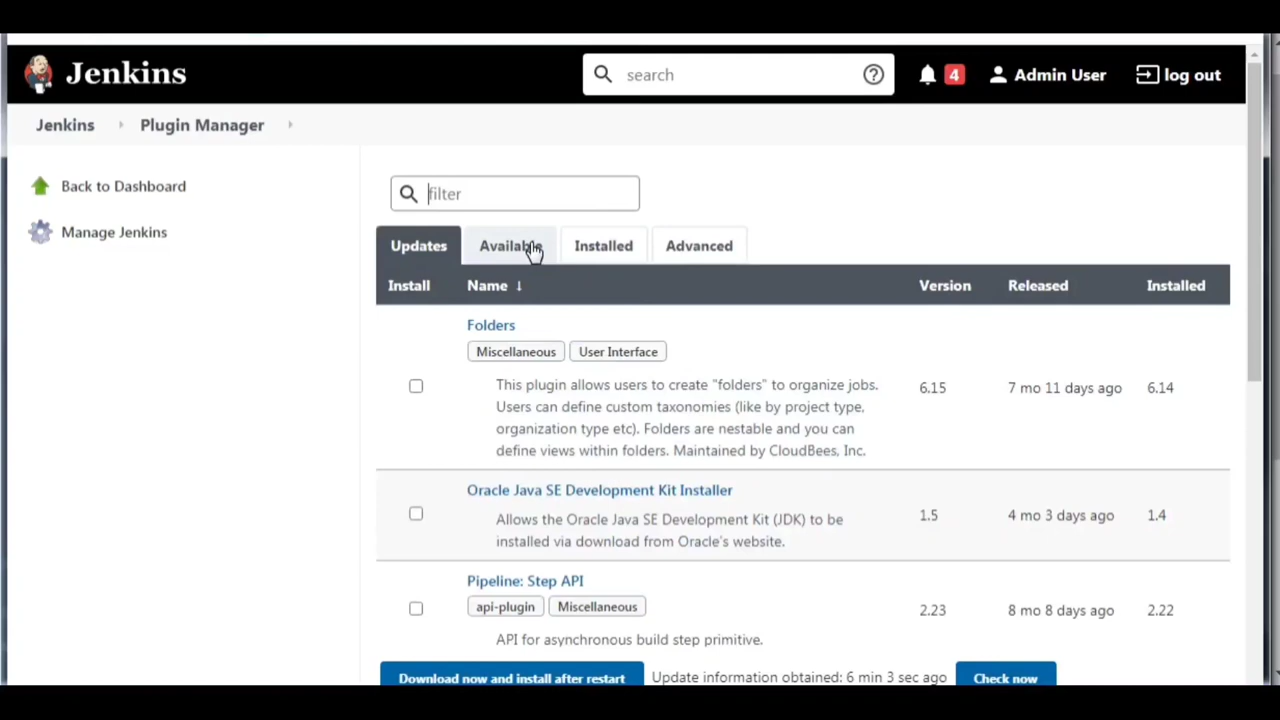 Jenkins
search
4
Admin User
log out
Jenkins
Plugin Manager
Back to Dashboard
Manage Jenkins
filter
Updates
Available
Installed
Advanced
Install
Name ↓
Version
Released
Installed
Folders
Miscellaneous
User Interface
This plugin allows users to create "folders" to organize jobs.
Users can define custom taxonomies (like by project type,
organization type etc). Folders are nestable and you can
define views within folders. Maintained by CloudBees, Inc.
6.15
7 mo 11 days ago
6.14
Oracle Java SE Development Kit Installer
Allows the Oracle Java SE Development Kit (JDK) to be
installed via download from Oracle's website.
1.5
4 mo 3 days ago
1.4
Pipeline: Step API
api-plugin
Miscellaneous
API for asynchronous build step primitive.
2.23
8 mo 8 days ago
2.22
Download now and install after restart
Update information obtained: 6 min 3 sec ago
Check now